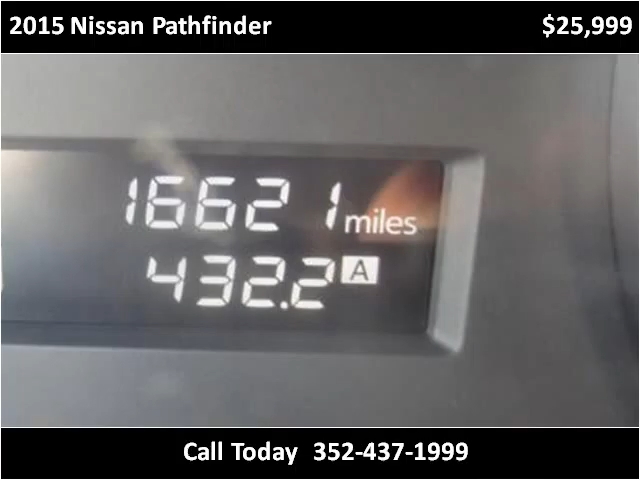 2015 Nissan Pathfinder $25,999
16621 miles
432.2 A
Call Today 352-437-1999